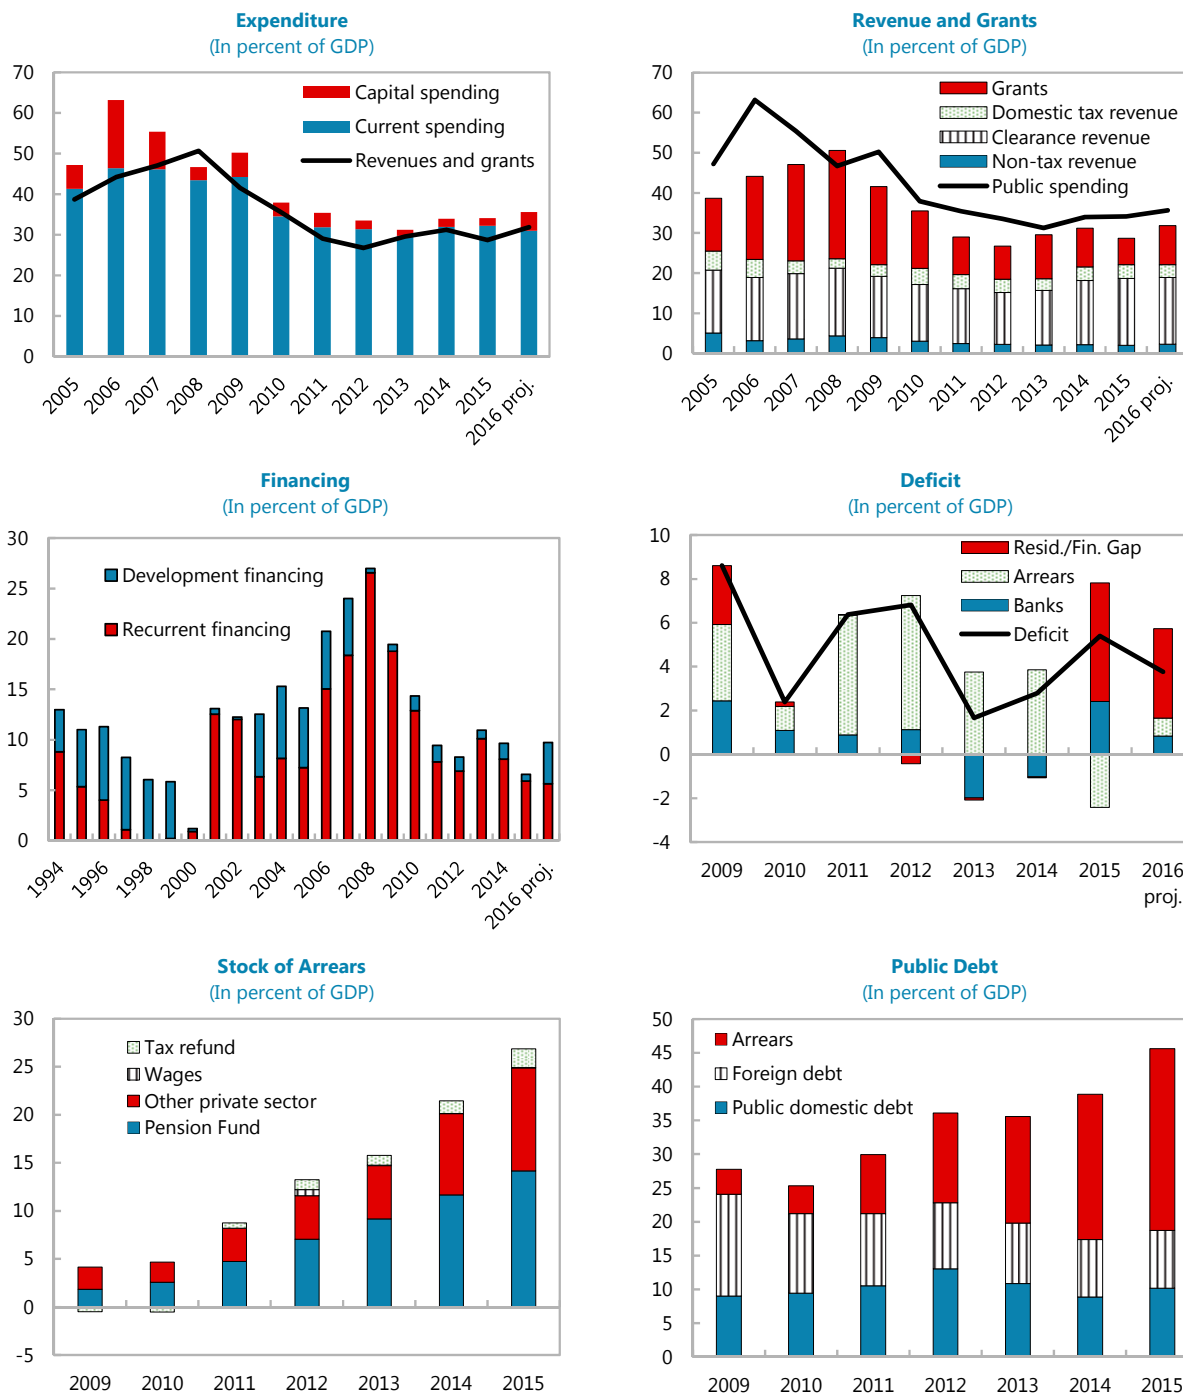 Expenditure
(In percent of GDP)
70
60
50
40
30
20
10
0
Capital spending
Current spending
Revenues and grants
2005
2006
2007
2008
2009
2010
2011
2012
2013
2014
2015
2016 proj.
Revenue and Grants
(In percent of GDP)
70
60
50
40
30
20
10
0
Grants
Domestic tax revenue
Clearance revenue
Non-tax revenue
Public spending
2005
2006
2007
2008
2009
2010
2011
2012
2013
2014
2015
2016 proj.
Financing
(In percent of GDP)
30
25
20
15
10
5
0
Development financing
Recurrent financing
1994
1996
1998
2000
2002
2004
2006
2008
2010
2012
2014
2016 proj.
Deficit
(In percent of GDP)
10
8
6
4
2
0
-2
-4
Resid./Fin. Gap
Arrears
Banks
Deficit
2009
2010
2011
2012
2013
2014
2015
2016
proj.
Stock of Arrears
(In percent of GDP)
30
25
20
15
10
5
0
-5
Tax refund
Wages
Other private sector
Pension Fund
2009
2010
2011
2012
2013
2014
2015
Public Debt
(In percent of GDP)
50
45
40
35
30
25
20
15
10
5
0
Arrears
Foreign debt
Public domestic debt
2009
2010
2011
2012
2013
2014
2015